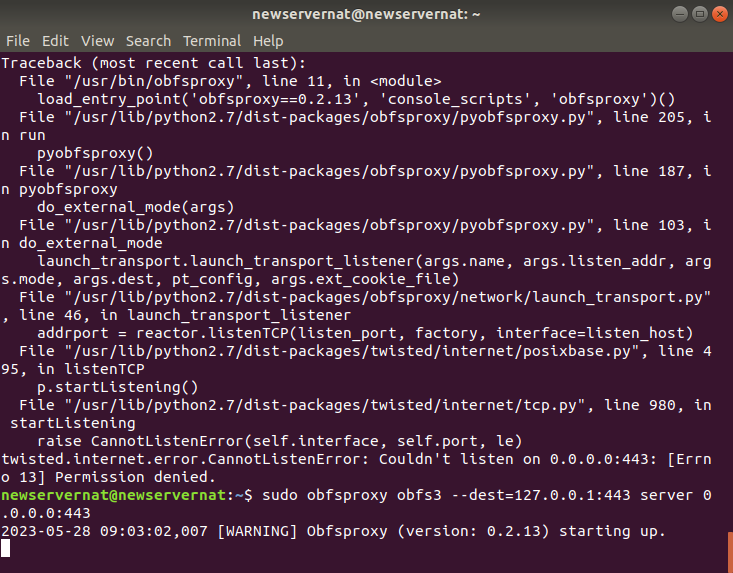 newservernat@newservernat: ~
File Edit View Search Terminal Help
Traceback (most recent call last):
  File "/usr/bin/obfsproxy", line 11, in <module>
    load_entry_point('obfsproxy==0.2.13', 'console_scripts', 'obfsproxy')()
  File "/usr/lib/python2.7/dist-packages/obfsproxy/pyobfsproxy.py", line 205, i
n run
    pyobfsproxy()
  File "/usr/lib/python2.7/dist-packages/obfsproxy/pyobfsproxy.py", line 187, i
n pyobfsproxy
    do_external_mode(args)
  File "/usr/lib/python2.7/dist-packages/obfsproxy/pyobfsproxy.py", line 103, i
n do_external_mode
    launch_transport.launch_transport_listener(args.name, args.listen_addr, arg
s.mode, args.dest, pt_config, args.ext_cookie_file)
  File "/usr/lib/python2.7/dist-packages/obfsproxy/network/launch_transport.py"
, line 46, in launch_transport_listener
    addrport = reactor.listenTCP(listen_port, factory, interface=listen_host)
  File "/usr/lib/python2.7/dist-packages/twisted/internet/posixbase.py", line 4
95, in listenTCP
    p.startListening()
  File "/usr/lib/python2.7/dist-packages/twisted/internet/tcp.py", line 980, in
 startListening
    raise CannotListenError(self.interface, self.port, le)
twisted.internet.error.CannotListenError: Couldn't listen on 0.0.0.0:443: [Errn
o 13] Permission denied.
newservernat@newservernat:~$ sudo obfsproxy obfs3 --dest=127.0.0.1:443 server 0
.0.0.0:443
2023-05-28 09:03:02,007 [WARNING] Obfsproxy (version: 0.2.13) starting up.